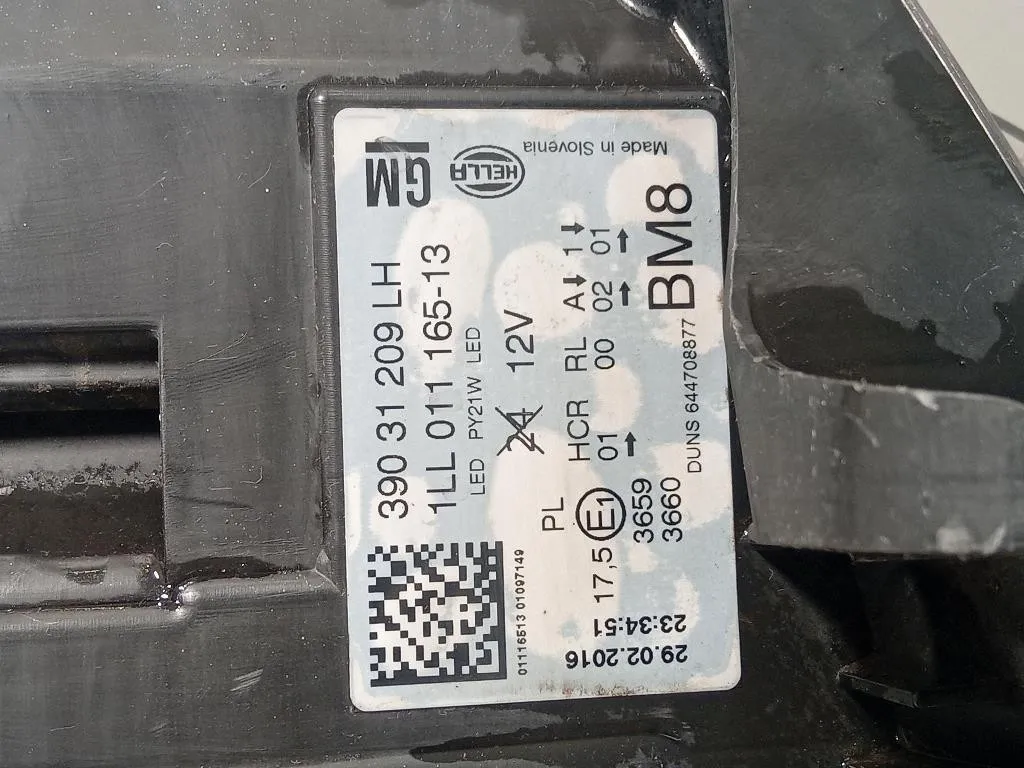 390 31 209 LH
GM
1LL 011 165-13
HELLA
LED PY21W LED
24 12V
Made in Slovenia
01116513 01097149
PL HCR RL A 1
17,5 E1 01 00 02 01
3659
3660
BM8
DUNS 644708877
29.02.2016
23:34:51